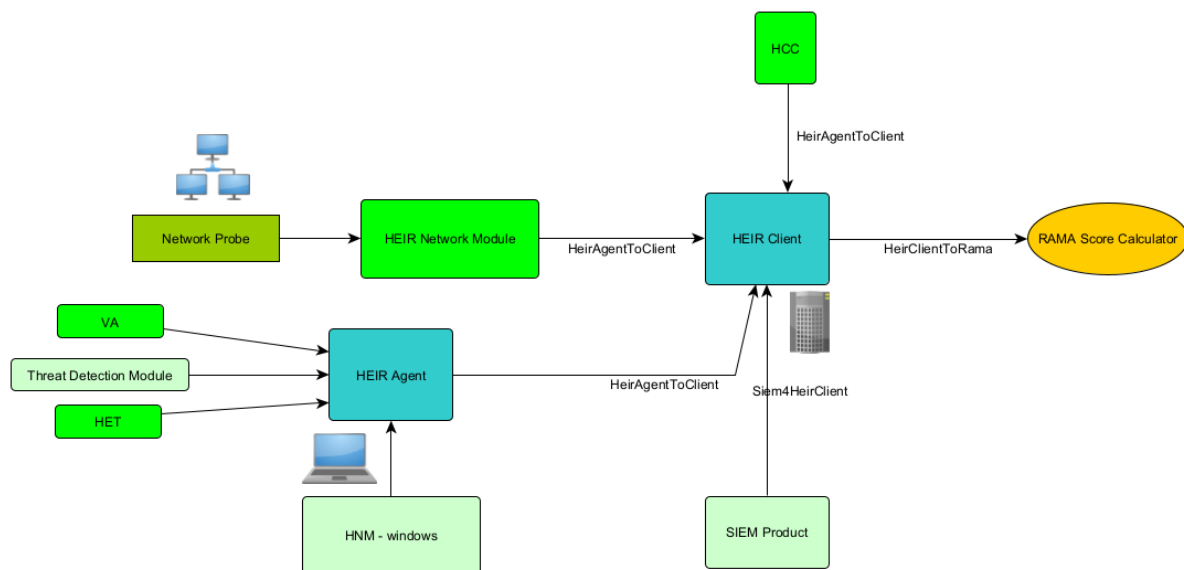 HCC
HeirAgentToClient
Network Probe
HEIR Network Module
HeirAgentToClient
HEIR Client
HeirClientToRama
RAMA Score Calculator
VA
Threat Detection Module
HET
HEIR Agent
HeirAgentToClient
Siem4HeirClient
HNM - windows
SIEM Product